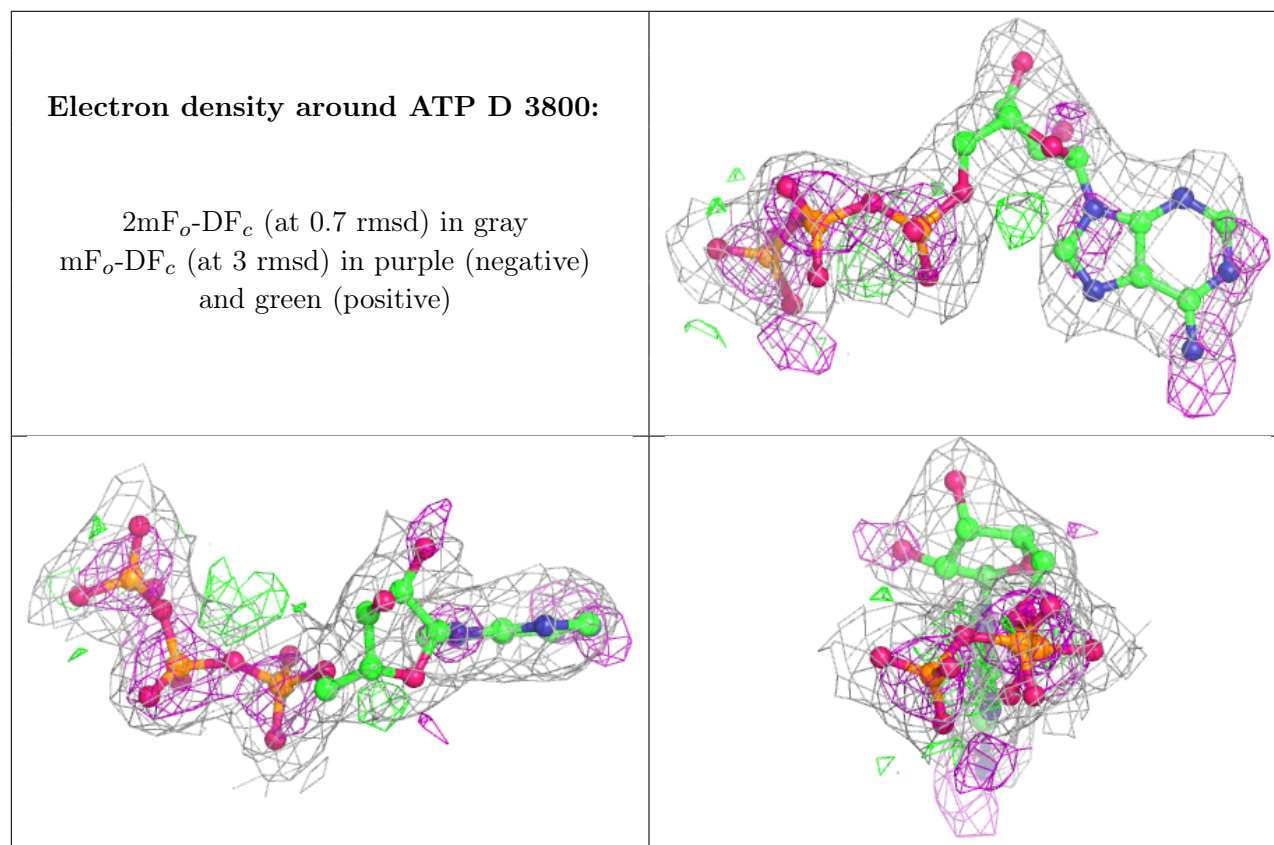 Electron density around ATP D 3800:
2mFₒ-DF𝒸 (at 0.7 rmsd) in gray
mFₒ-DF𝒸 (at 3 rmsd) in purple (negative)
and green (positive)